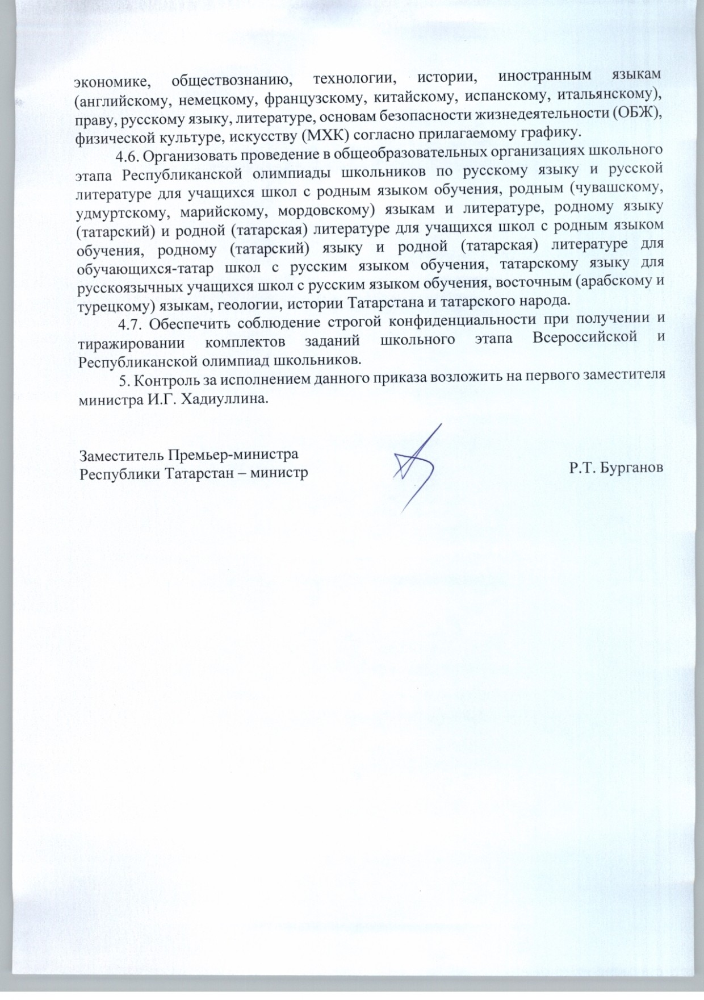 экономике, обществознанию, технологии, истории, иностранным языкам
(английскому, немецкому, французскому, китайскому, испанскому, итальянскому),
праву, русскому языку, литературе, основам безопасности жизнедеятельности (ОБЖ),
физической культуре, искусству (МХК) согласно прилагаемому графику.
4.6. Организовать проведение в общеобразовательных организациях школьного
этапа Республиканской олимпиады школьников по русскому языку и русской
литературе для учащихся школ с родным языком обучения, родным (чувашскому,
удмуртскому, марийскому, мордовскому) языкам и литературе, родному языку
(татарский) и родной (татарская) литературе для учащихся школ с родным языком
обучения, родному (татарский) языку и родной (татарская) литературе для
обучающихся-татар школ с русским языком обучения, татарскому языку для
русскоязычных учащихся школ с русским языком обучения, восточным (арабскому и
турецкому) языкам, геологии, истории Татарстана и татарского народа.
4.7. Обеспечить соблюдение строгой конфиденциальности при получении и
тиражировании комплектов заданий школьного этапа Всероссийской и
Республиканской олимпиад школьников.
5. Контроль за исполнением данного приказа возложить на первого заместителя
министра И.Г. Хадиуллина.
Заместитель Премьер-министра
Республики Татарстан – министр
Р.Т. Бурганов